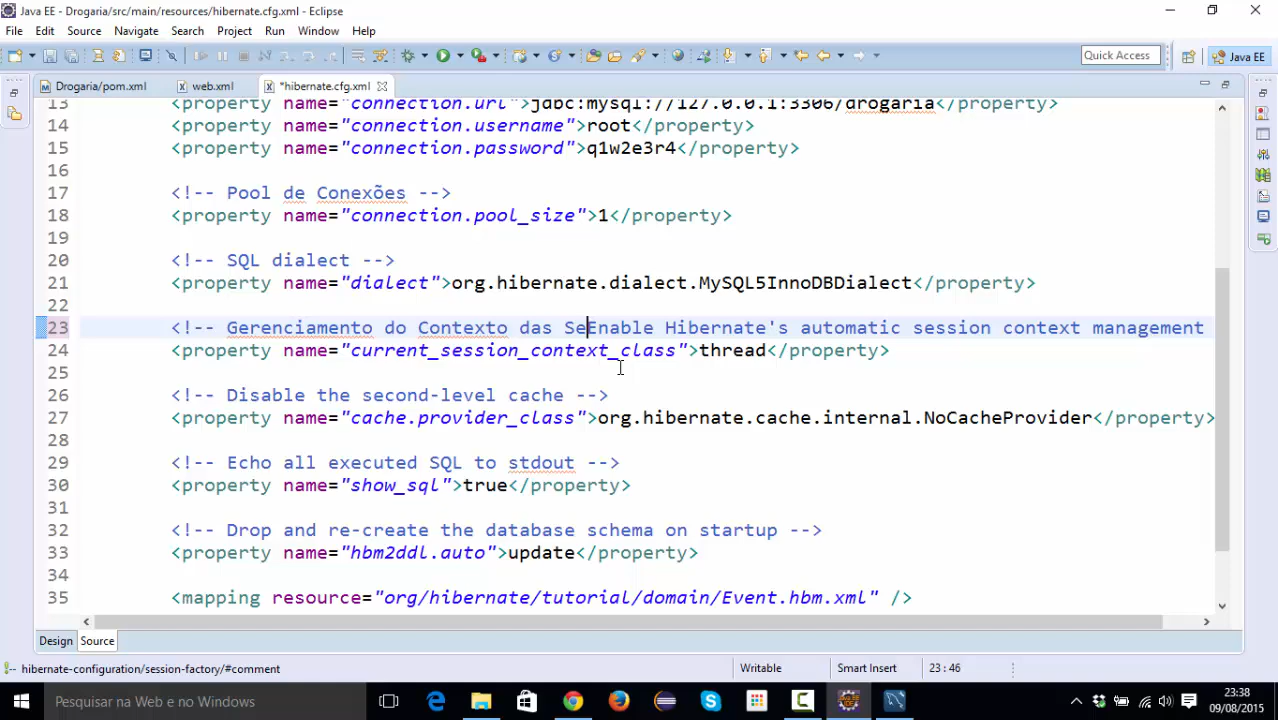 Java EE - Drogaria/src/main/resources/hibernate.cfg.xml - Eclipse
File Edit Source Navigate Search Project Run Window Help
Quick Access
Java EE
Drogaria/pom.xml web.xml *hibernate.cfg.xml
13 <property name="connection.url">jdbc:mysql://127.0.0.1:3306/drogaria</property>
14 <property name="connection.username">root</property>
15 <property name="connection.password">q1w2e3r4</property>
16
17 <!-- Pool de Conexões -->
18 <property name="connection.pool_size">1</property>
19
20 <!-- SQL dialect -->
21 <property name="dialect">org.hibernate.dialect.MySQL5InnoDBDialect</property>
22
23 <!-- Gerenciamento do Contexto das SeEnable Hibernate's automatic session context management
24 <property name="current_session_context_class">thread</property>
25
26 <!-- Disable the second-level cache -->
27 <property name="cache.provider_class">org.hibernate.cache.internal.NoCacheProvider</property>
28
29 <!-- Echo all executed SQL to stdout -->
30 <property name="show_sql">true</property>
31
32 <!-- Drop and re-create the database schema on startup -->
33 <property name="hbm2ddl.auto">update</property>
34
35 <mapping resource="org/hibernate/tutorial/domain/Event.hbm.xml" />
Design Source
hibernate-configuration/session-factory/#comment
Writable
Smart Insert
23 : 46
Pesquisar na Web e no Windows
23:38
09/08/2015